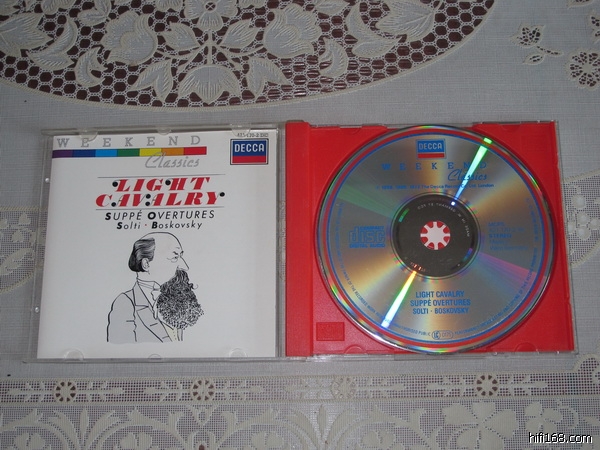 WEEKEND
Classics
DECCA
LIGHT
CAVALRY
SUPPÉ OVERTURES
Solti · Boskovsky
DECCA
WEEKEND
Classics
LIGHT CAVALRY
SUPPÉ OVERTURES
SOLTI · BOSKOVSKY
hifi168.com